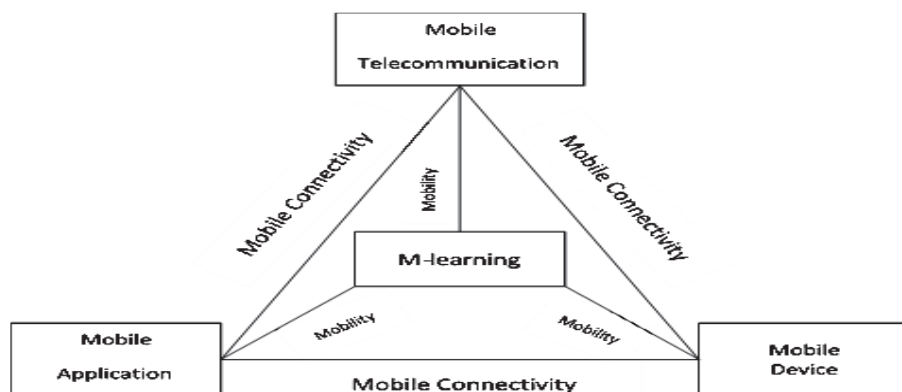 Mobile
Telecommunication
Mobile Connectivity
Mobile Connectivity
Mobility
M-learning
Mobility
Mobility
Mobile
Application
Mobile
Device
Mobile Connectivity